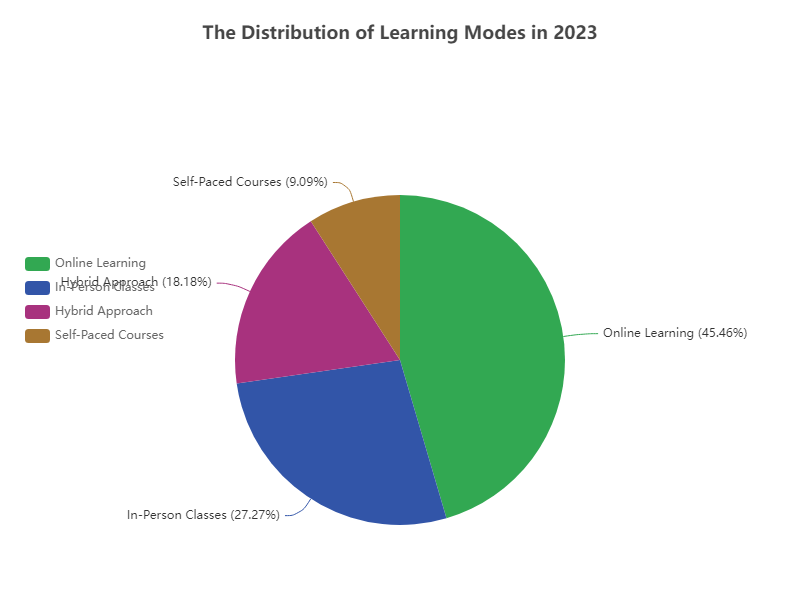 The Distribution of Learning Modes in 2023
Self-Paced Courses (9.09%)
Online Learning
Hybrid Approach (18.18%)
In-Person Classes
Hybrid Approach
Self-Paced Courses
Online Learning (45.46%)
In-Person Classes (27.27%)